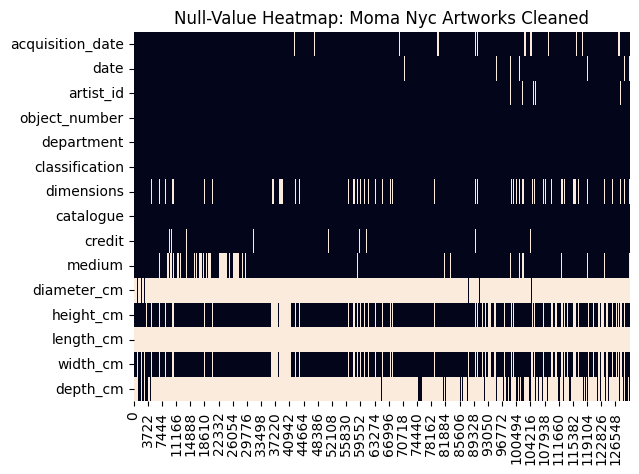 Null-Value Heatmap: Moma Nyc Artworks Cleaned
acquisition_date
date
artist_id
object_number
department
classification
dimensions
catalogue
credit
medium
diameter_cm
height_cm
length_cm
width_cm
depth_cm
0
3722
7444
11166
14888
18610
22332
26054
29776
33498
37220
40942
44664
48386
52108
55830
59552
63274
66996
70718
74440
78162
81884
85606
89328
93050
96772
100494
104216
107938
111660
115382
119104
122826
126548